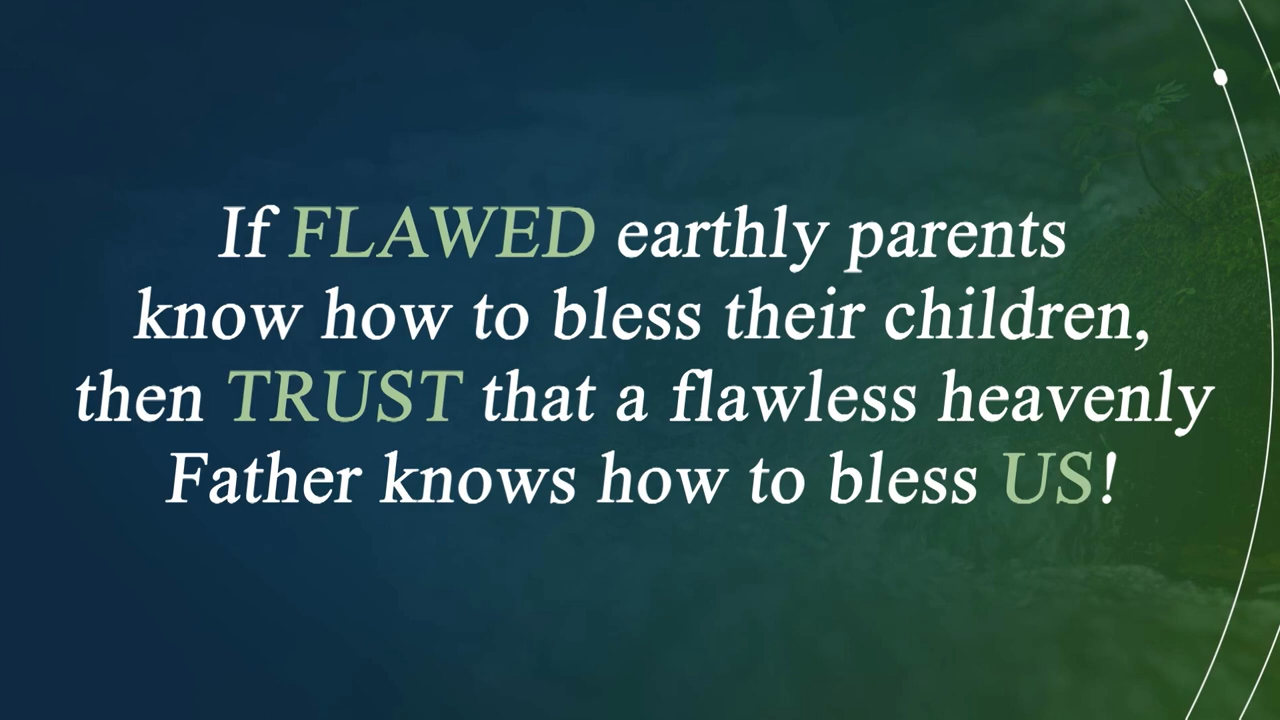 If FLAWED earthly parents
know how to bless their children,
then TRUST that a flawless heavenly
Father knows how to bless US!